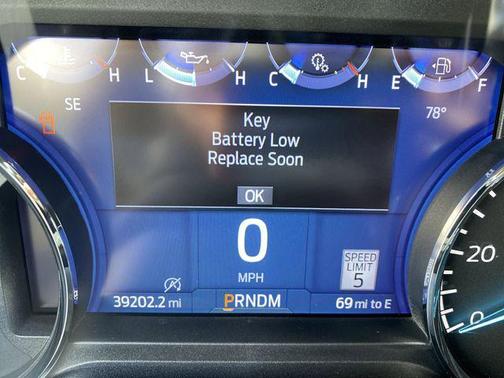 C H L H C H E F
SE
78°
Key
Battery Low
Replace Soon
OK
0
MPH
SPEED
LIMIT
5
20
0
39202.2 mi
PRNDM
69 mi to E